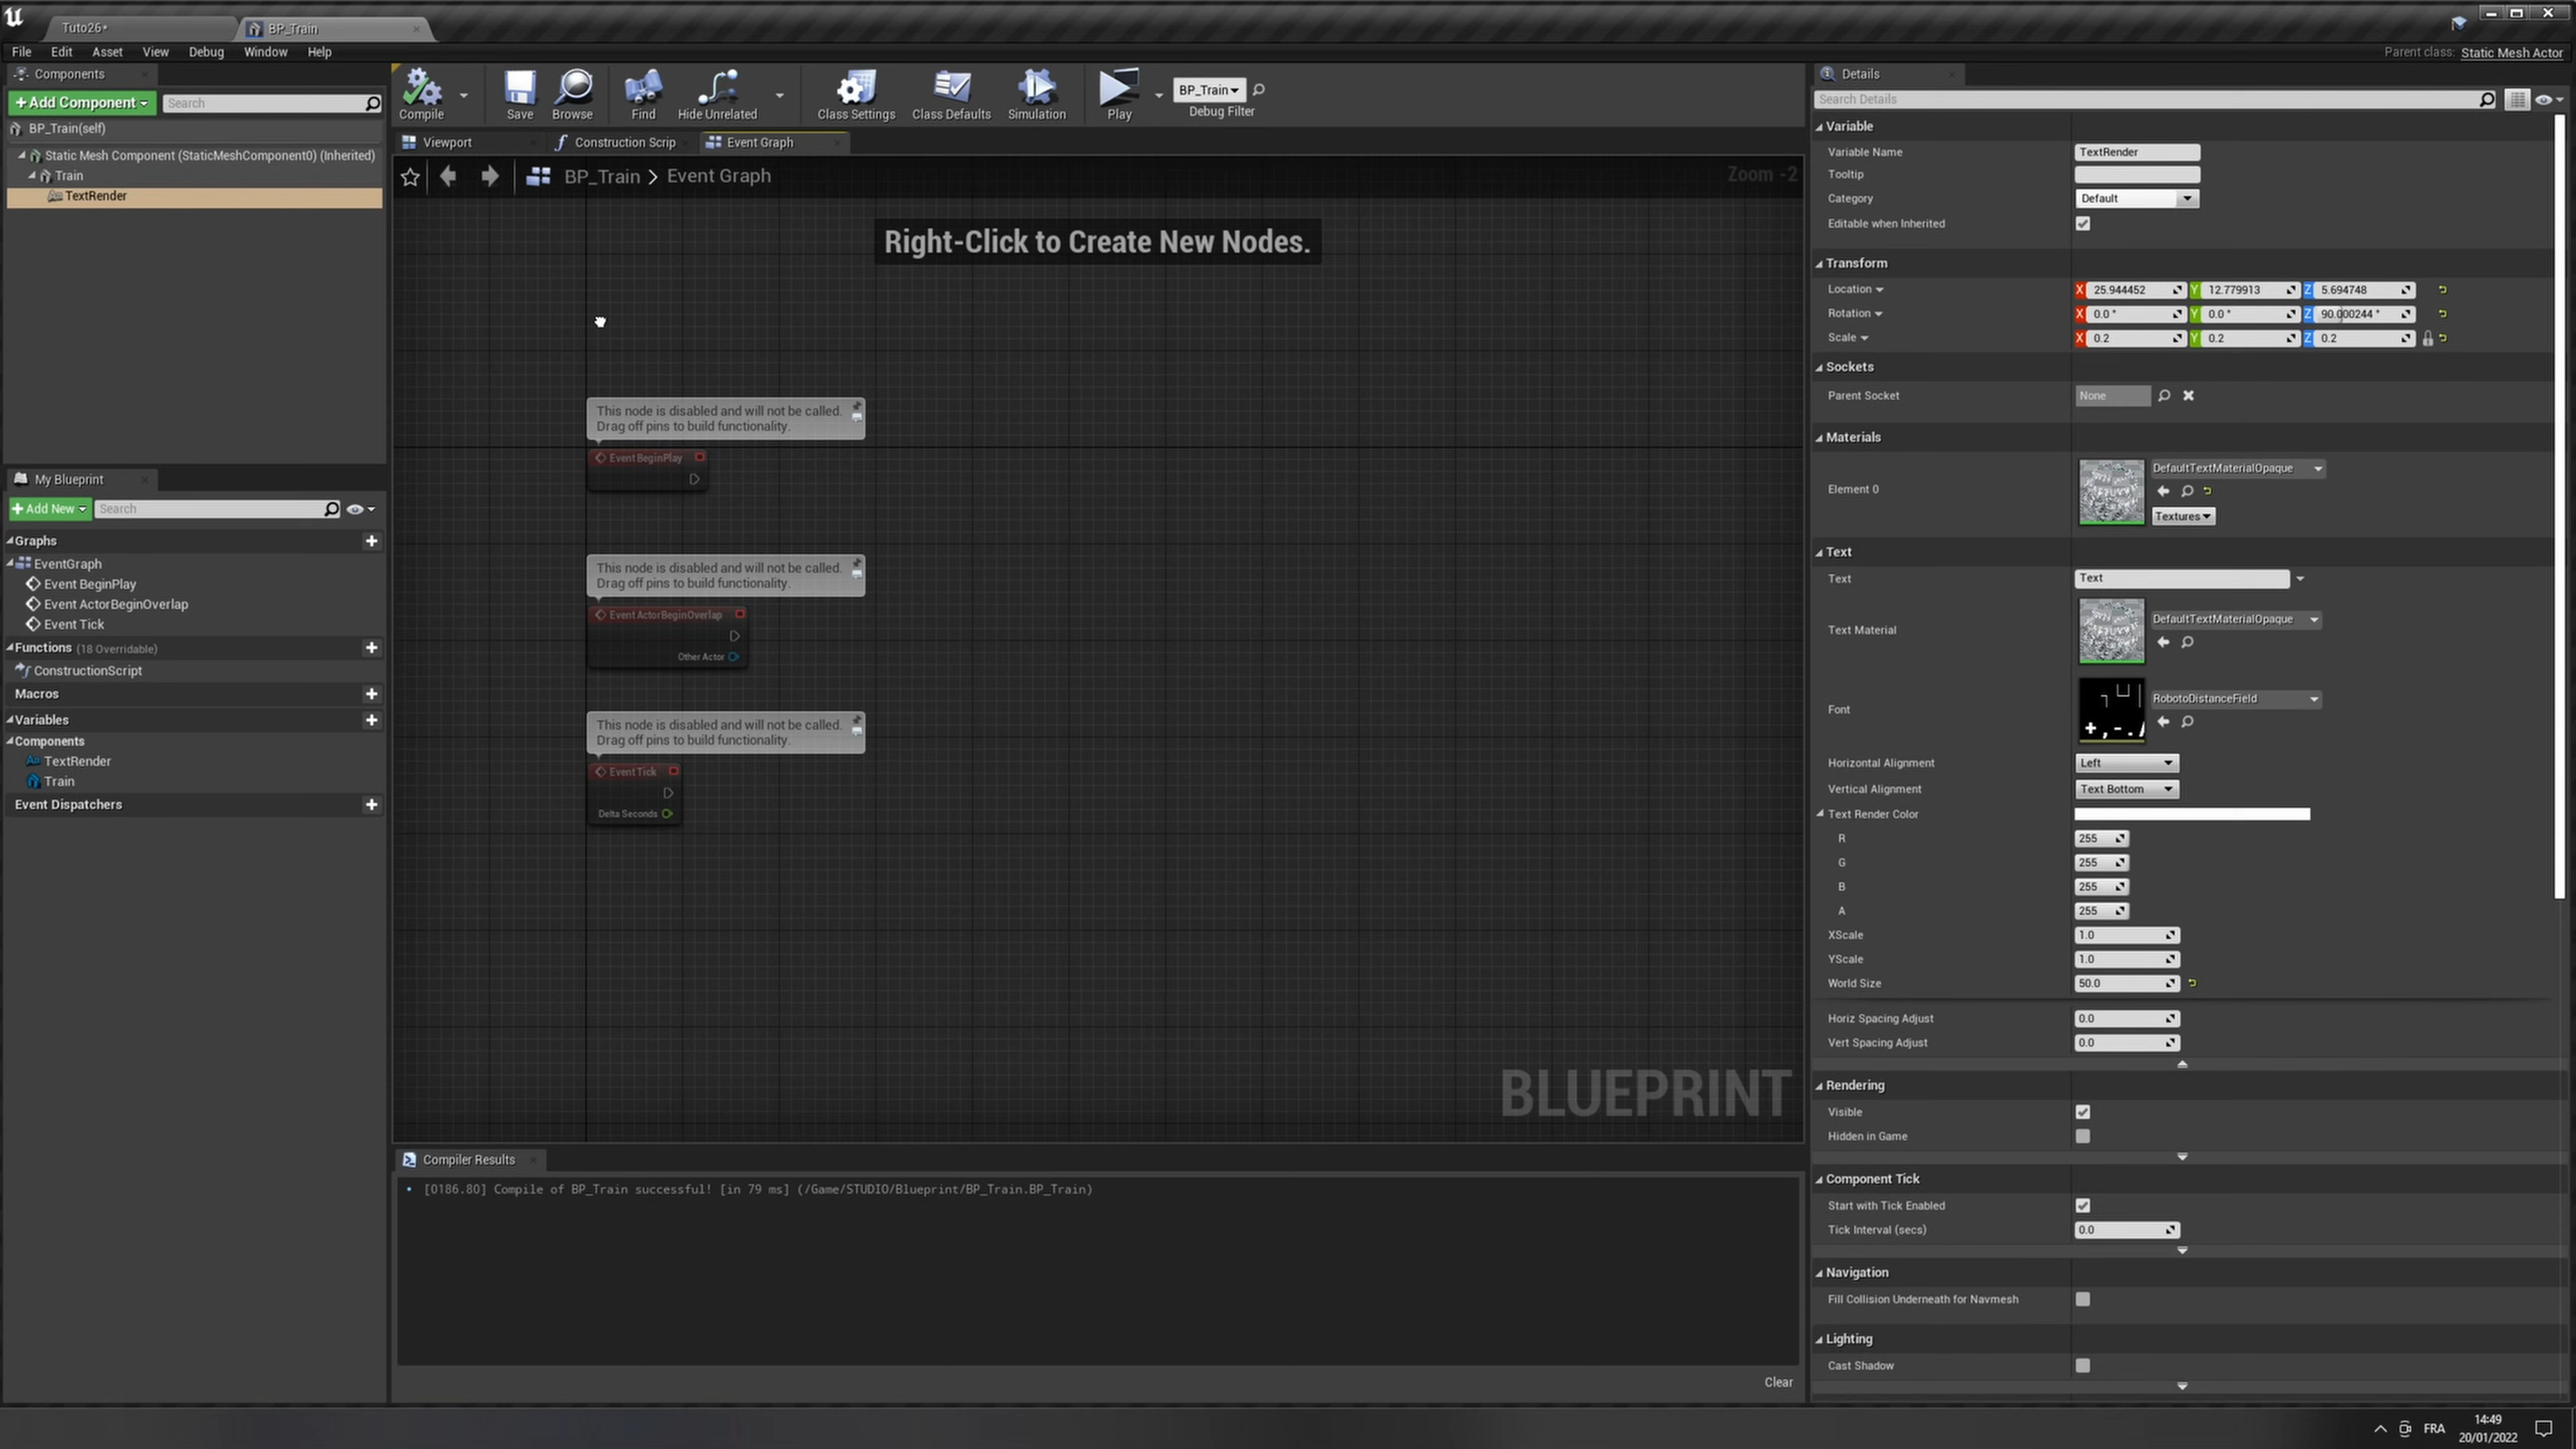 Tuto26•
BP_Train
File Edit Asset View Debug Window Help
Parent class: Static Mesh Actor
Components
+Add Component Search
BP_Train(self)
Static Mesh Component (StaticMeshComponent0) (Inherited)
Train
TextRender
Compile Save Browse Find Hide Unrelated Class Settings Class Defaults Simulation Play
BP_Train
Debug Filter
Viewport Construction Scrip Event Graph
BP_Train > Event Graph
Zoom -2
Right-Click to Create New Nodes.
This node is disabled and will not be called.
Drag off pins to build functionality.
Event BeginPlay
This node is disabled and will not be called.
Drag off pins to build functionality.
Event ActorBeginOverlap
Other Actor
This node is disabled and will not be called.
Drag off pins to build functionality.
Event Tick
Delta Seconds
BLUEPRINT
My Blueprint
+Add New Search
Graphs
EventGraph
Event BeginPlay
Event ActorBeginOverlap
Event Tick
Functions (18 Overridable)
ConstructionScript
Macros
Variables
Components
TextRender
Train
Event Dispatchers
Compiler Results
• [0186.80] Compile of BP_Train successful! [in 79 ms] (/Game/STUDIO/Blueprint/BP_Train.BP_Train)
Clear
Details
Search Details
Variable
Variable Name TextRender
Tooltip
Category Default
Editable when Inherited
Transform
Location X 25.944452 Y 12.779913 Z 5.694748
Rotation X 0.0 ° Y 0.0 ° Z 90.000244 °
Scale X 0.2 Y 0.2 Z 0.2
Sockets
Parent Socket None
Materials
Element 0 DefaultTextMaterialOpaque
Textures
Text
Text Text
Text Material DefaultTextMaterialOpaque
Font RobotoDistanceField
Horizontal Alignment Left
Vertical Alignment Text Bottom
Text Render Color
R 255
G 255
B 255
A 255
XScale 1.0
YScale 1.0
World Size 50.0
Horiz Spacing Adjust 0.0
Vert Spacing Adjust 0.0
Rendering
Visible
Hidden in Game
Component Tick
Start with Tick Enabled
Tick Interval (secs) 0.0
Navigation
Fill Collision Underneath for Navmesh
Lighting
Cast Shadow
FRA
14:49
20/01/2022